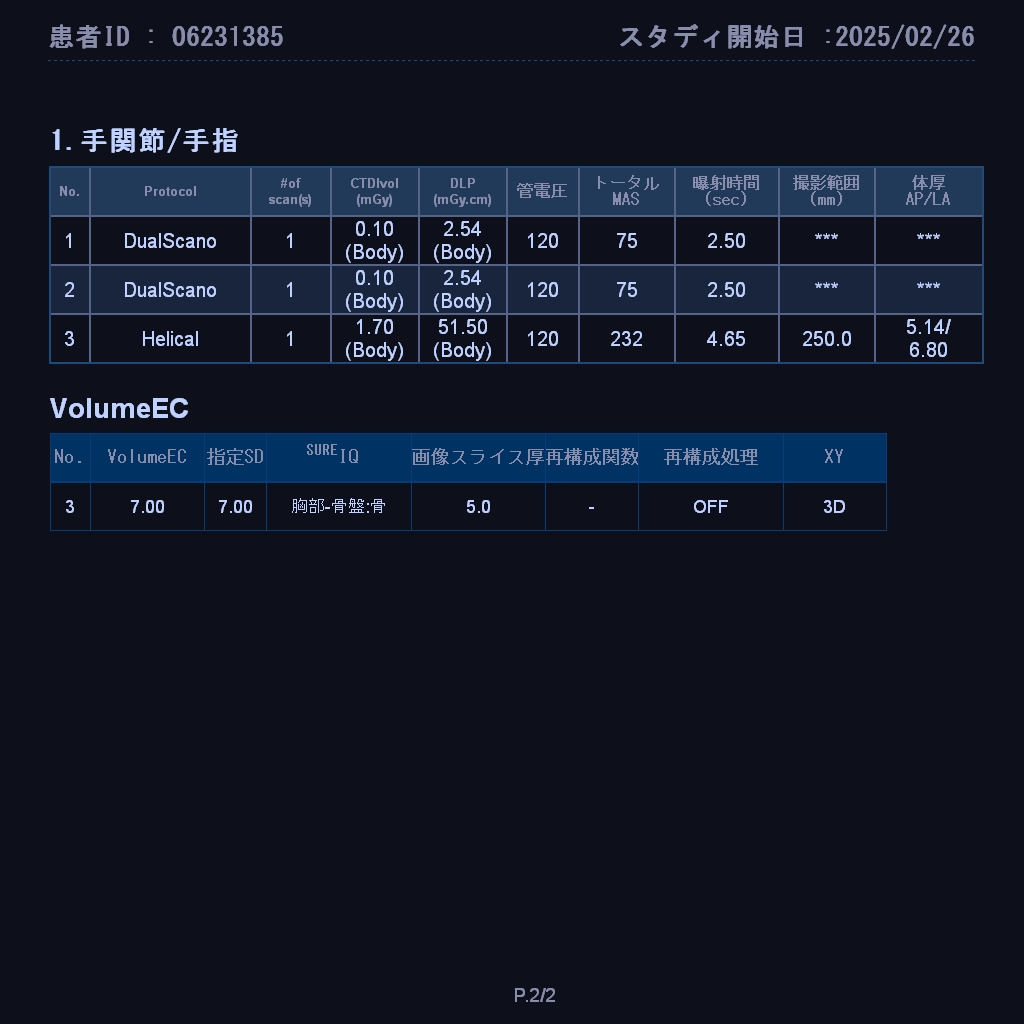 患者ID : 06231385 スタディ開始日 :2025/02/26
1. 手関節/手指
No. Protocol #of scan(s) CTDIvol (mGy) DLP (mGy.cm) 管電圧 トータル MAS 曝射時間 (sec) 撮影範囲 (mm) 体厚 AP/LA
1 DualScano 1 0.10 (Body) 2.54 (Body) 120 75 2.50 *** ***
2 DualScano 1 0.10 (Body) 2.54 (Body) 120 75 2.50 *** ***
3 Helical 1 1.70 (Body) 51.50 (Body) 120 232 4.65 250.0 5.14/ 6.80
VolumeEC
No. VolumeEC 指定SD SURE IQ 画像スライス厚 再構成関数 再構成処理 XY
3 7.00 7.00 胸部-骨盤:骨 5.0 - OFF 3D
P.2/2